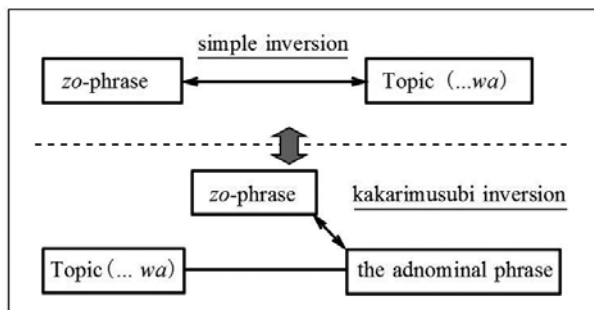 simple inversion
zo-phrase
Topic (...wa)
zo-phrase
kakarimusubi inversion
Topic (... wa)
the adnominal phrase